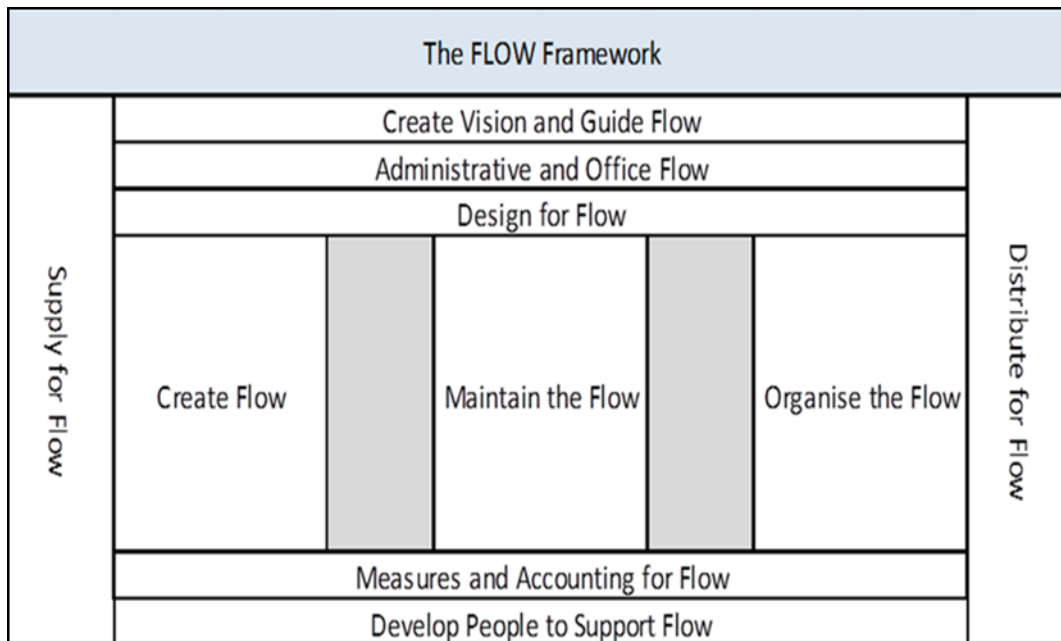 The FLOW Framework
Create Vision and Guide Flow
Administrative and Office Flow
Design for Flow
Supply for Flow
Create Flow
Maintain the Flow
Organise the Flow
Distribute for Flow
Measures and Accounting for Flow
Develop People to Support Flow